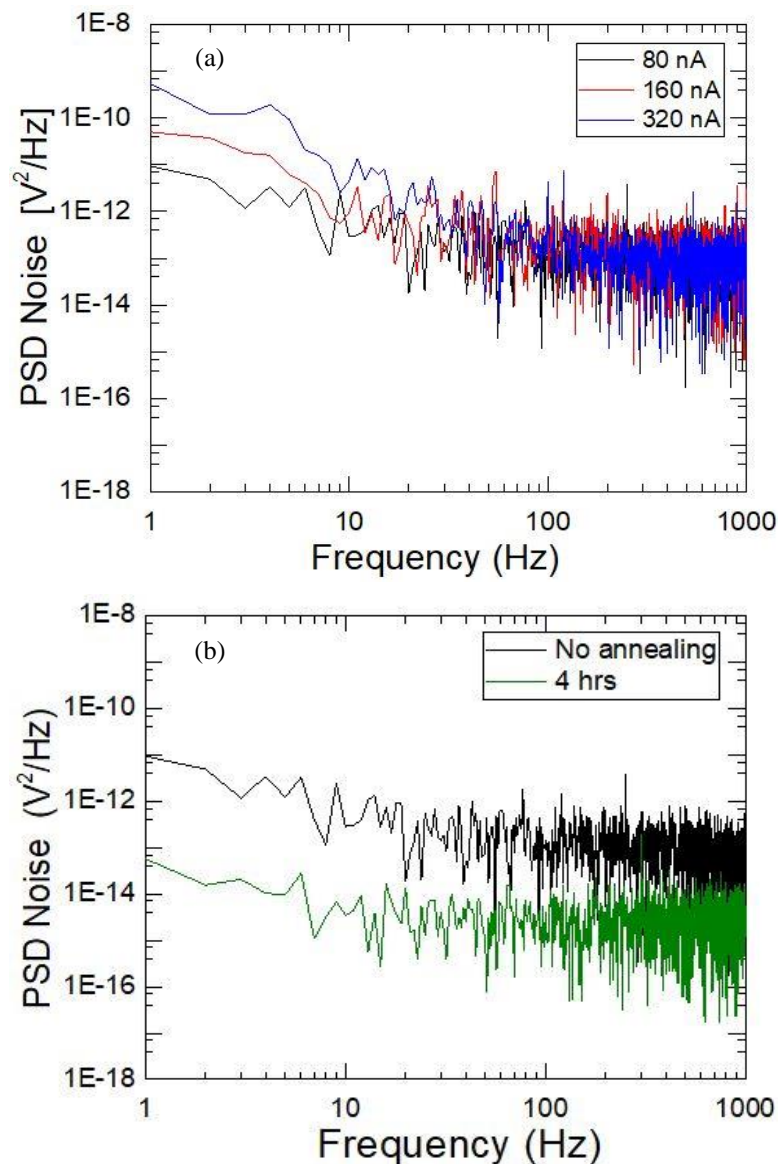 (a)
80 nA
160 nA
320 nA
1E-8
1E-10
1E-12
1E-14
1E-16
1E-18
PSD Noise [V²/Hz]
1 10 100 1000
Frequency (Hz)
(b)
No annealing
4 hrs
1E-8
1E-10
1E-12
1E-14
1E-16
1E-18
PSD Noise (V²/Hz)
1 10 100 1000
Frequency (Hz)